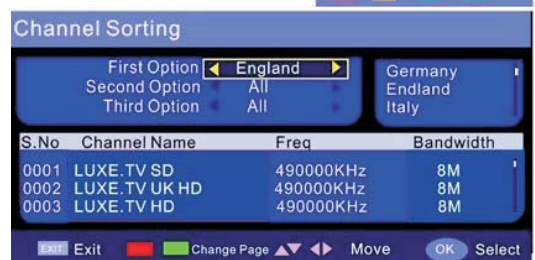 Channel Sorting
First Option England
Second Option All
Third Option All
Germany
Endland
Italy
S.No Channel Name Freq Bandwidth
0001 LUXE.TV SD 490000KHz 8M
0002 LUXE.TV UK HD 490000KHz 8M
0003 LUXE.TV HD 490000KHz 8M
EXIT Exit Change Page Move OK Select